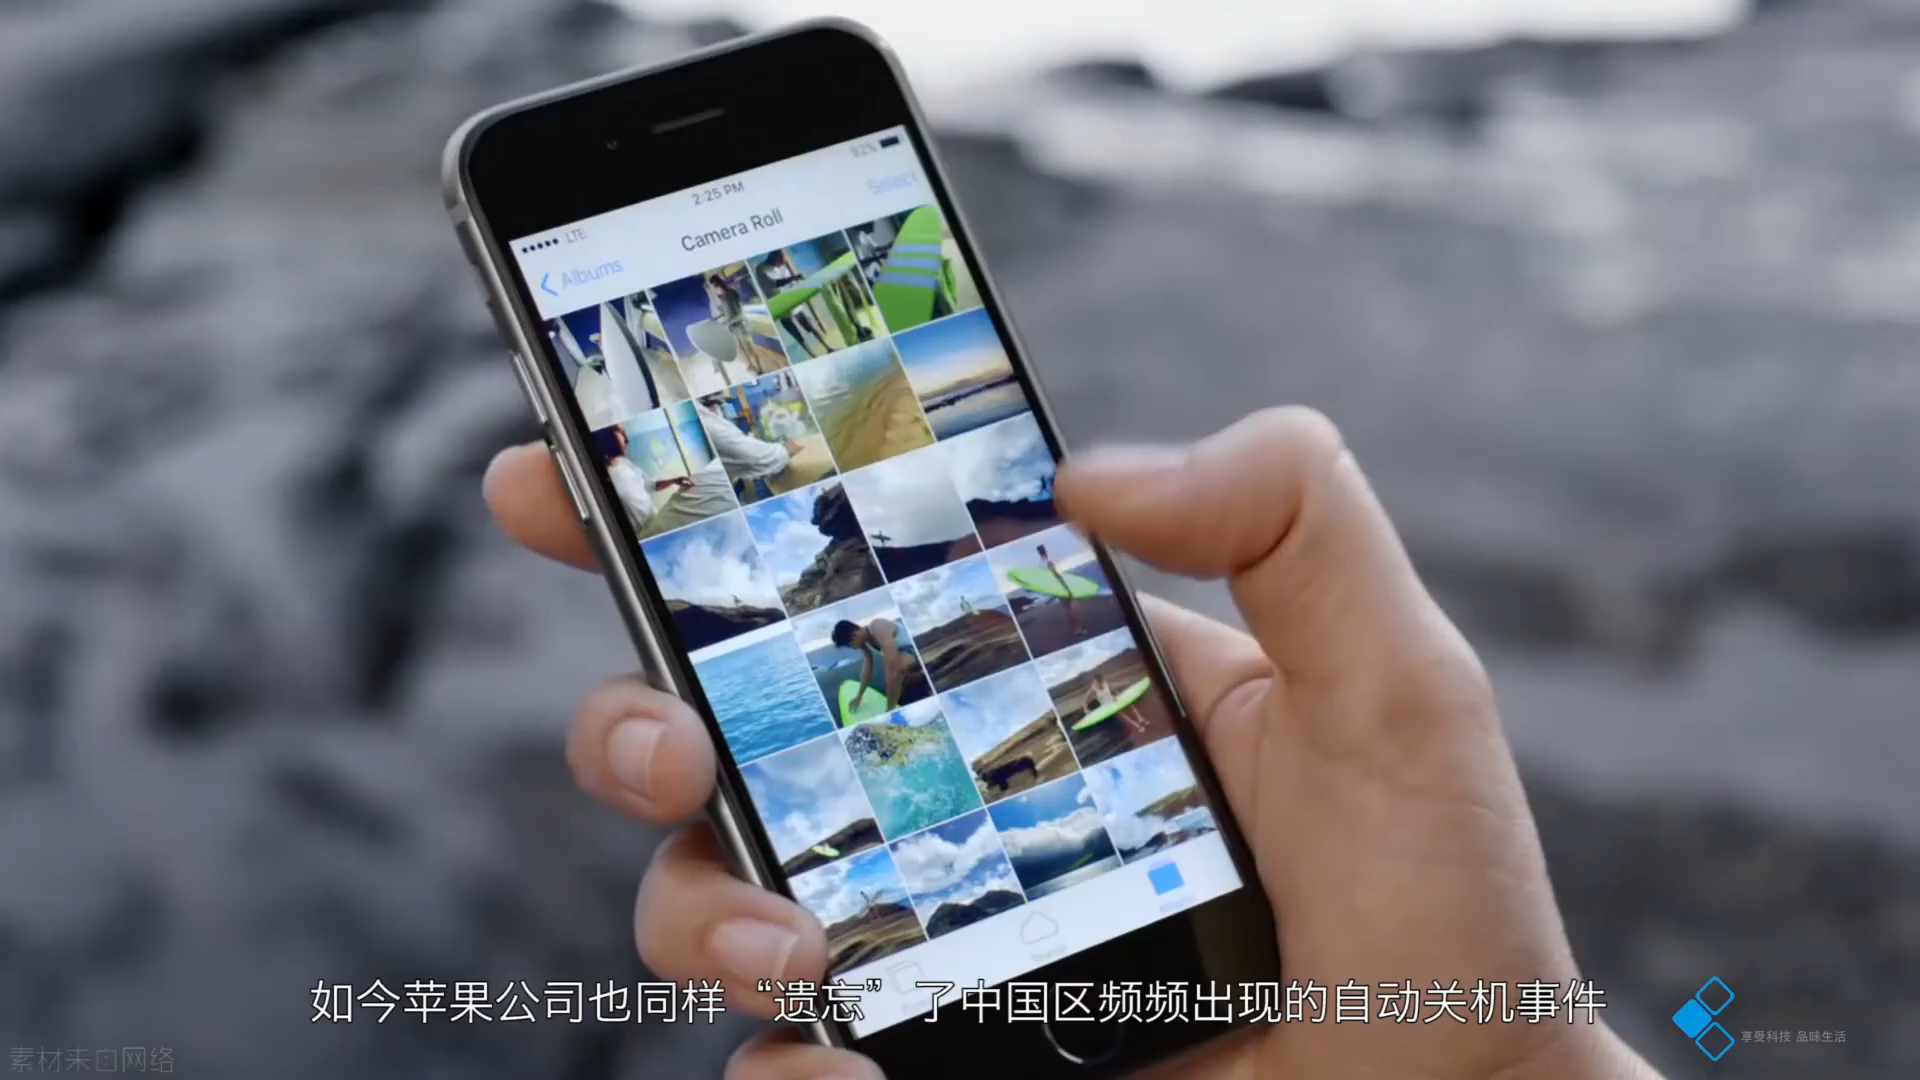 92%
2:25 PM
LTE
Select
Camera Roll
Albums
如今苹果公司也同样“遗忘”了中国区频频出现的自动关机事件
享受科技 品味生活
素材来自网络